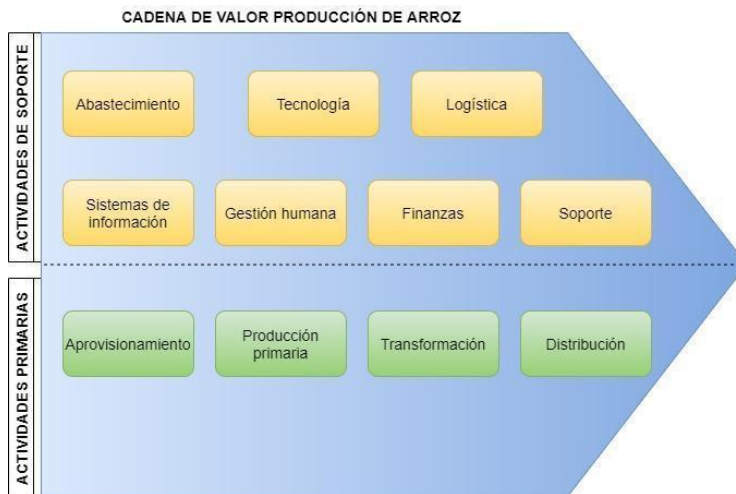 CADENA DE VALOR PRODUCCIÓN DE ARROZ
ACTIVIDADES DE SOPORTE
Abastecimiento
Tecnología
Logística
Sistemas de
información
Gestión humana
Finanzas
Soporte
ACTIVIDADES PRIMARIAS
Aprovisionamiento
Producción
primaria
Transformación
Distribución